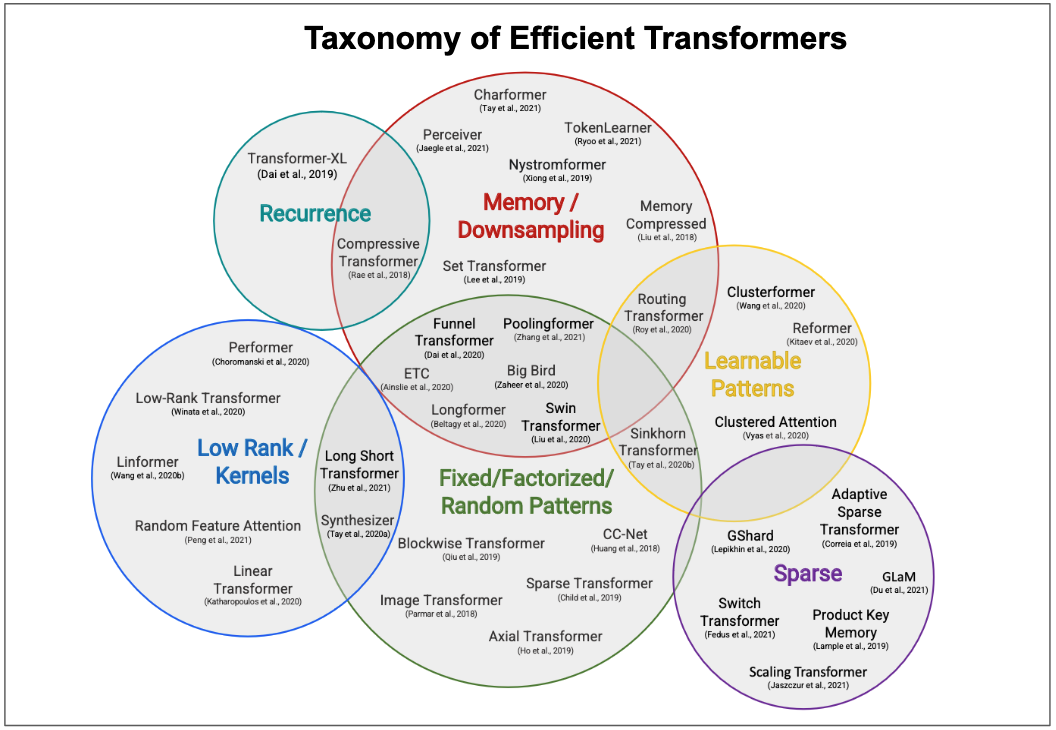 Taxonomy of Efficient Transformers
Charformer
(Tay et al., 2021)
Perceiver
(Jaegle et al., 2021)
TokenLearner
(Ryoo et al., 2021)
Transformer-XL
(Dai et al., 2019)
Nystromformer
(Xiong et al., 2019)
Recurrence
Memory /
Downsampling
Memory
Compressed
(Liu et al., 2018)
Compressive
Transformer
(Rae et al., 2018)
Set Transformer
(Lee et al., 2019)
Routing
Transformer
(Roy et al., 2020)
Clusterformer
(Wang et al., 2020)
Reformer
(Kitaev et al., 2020)
Learnable
Patterns
Clustered Attention
(Vyas et al., 2020)
Funnel
Transformer
(Dai et al., 2020)
Poolingformer
(Zhang et al., 2021)
ETC
(Ainslie et al., 2020)
Big Bird
(Zaheer et al., 2020)
Longformer
(Beltagy et al., 2020)
Swin
Transformer
(Liu et al., 2020)
Sinkhorn
Transformer
(Tay et al., 2020b)
Performer
(Choromanski et al., 2020)
Low-Rank Transformer
(Winata et al., 2020)
Low Rank /
Kernels
Linformer
(Wang et al., 2020b)
Random Feature Attention
(Peng et al., 2021)
Linear
Transformer
(Katharopoulos et al., 2020)
Long Short
Transformer
(Zhu et al., 2021)
Synthesizer
(Tay et al., 2020a)
Fixed/Factorized/
Random Patterns
Blockwise Transformer
(Qiu et al., 2019)
CC-Net
(Huang et al., 2018)
Sparse Transformer
(Child et al., 2019)
Image Transformer
(Parmar et al., 2018)
Axial Transformer
(Ho et al., 2019)
Adaptive
Sparse
Transformer
(Correia et al., 2019)
GShard
(Lepikhin et al., 2020)
Sparse
GLaM
(Du et al., 2021)
Switch
Transformer
(Fedus et al., 2021)
Product Key
Memory
(Lample et al., 2019)
Scaling Transformer
(Jaszczur et al., 2021)